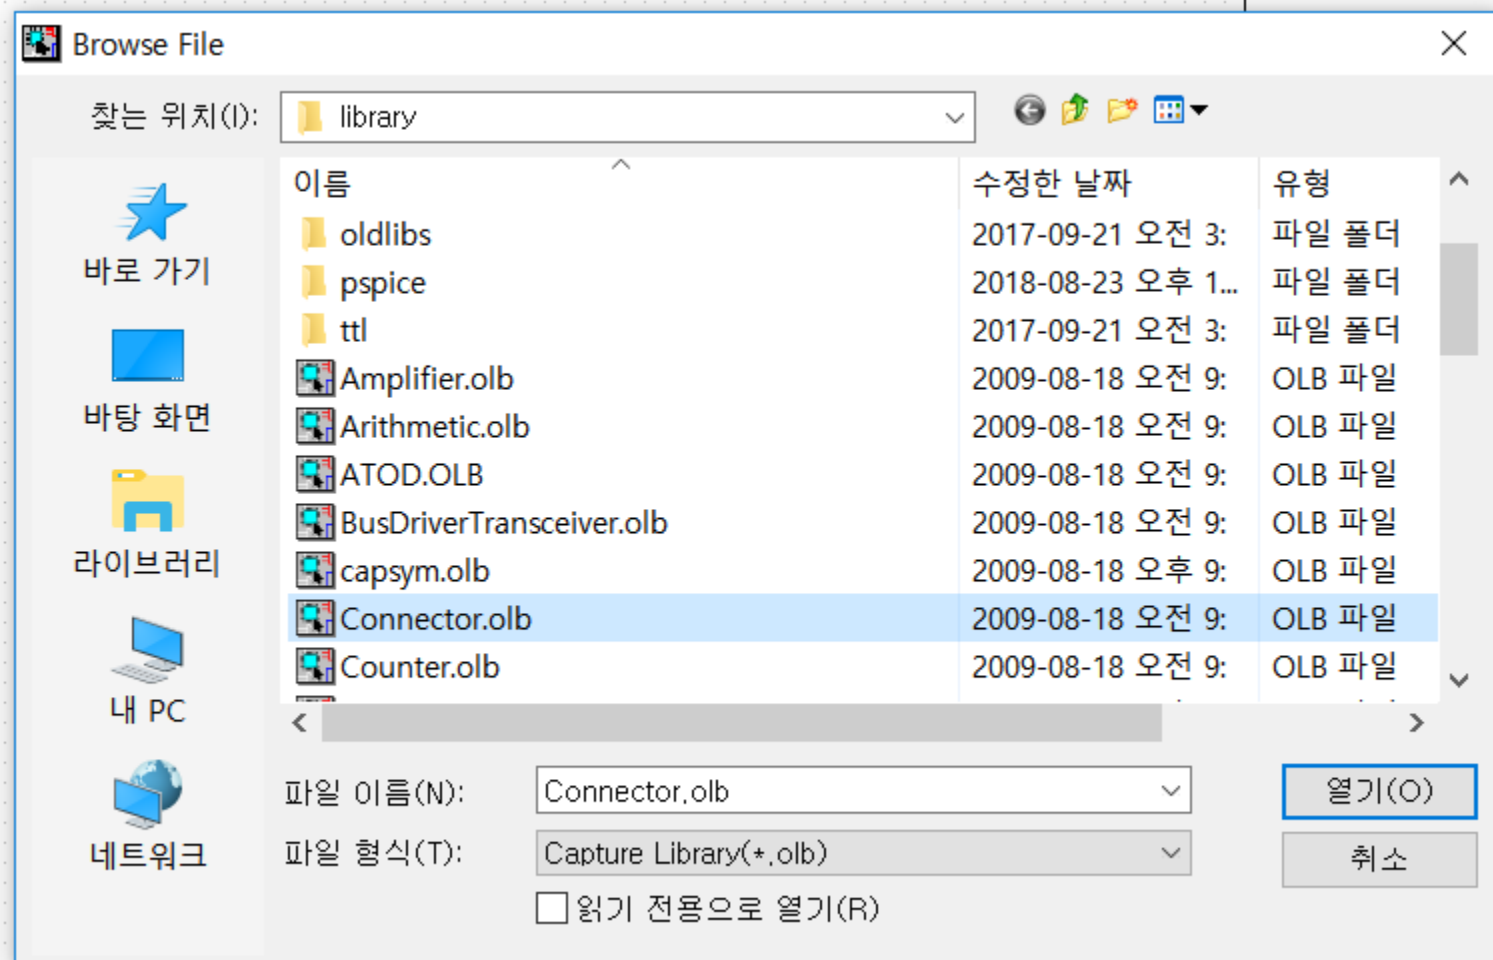 Browse File
찾는 위치(I): library
이름 수정한 날짜 유형
oldlibs 2017-09-21 오전 3: 파일 폴더
pspice 2018-08-23 오후 1... 파일 폴더
ttl 2017-09-21 오전 3: 파일 폴더
Amplifier.olb 2009-08-18 오전 9: OLB 파일
Arithmetic.olb 2009-08-18 오전 9: OLB 파일
ATOD.OLB 2009-08-18 오전 9: OLB 파일
BusDriverTransceiver.olb 2009-08-18 오전 9: OLB 파일
capsym.olb 2009-08-18 오후 9: OLB 파일
Connector.olb 2009-08-18 오전 9: OLB 파일
Counter.olb 2009-08-18 오전 9: OLB 파일
바로 가기
바탕 화면
라이브러리
내 PC
네트워크
파일 이름(N): Connector.olb 열기(O)
파일 형식(T): Capture Library(*.olb) 취소
읽기 전용으로 열기(R)